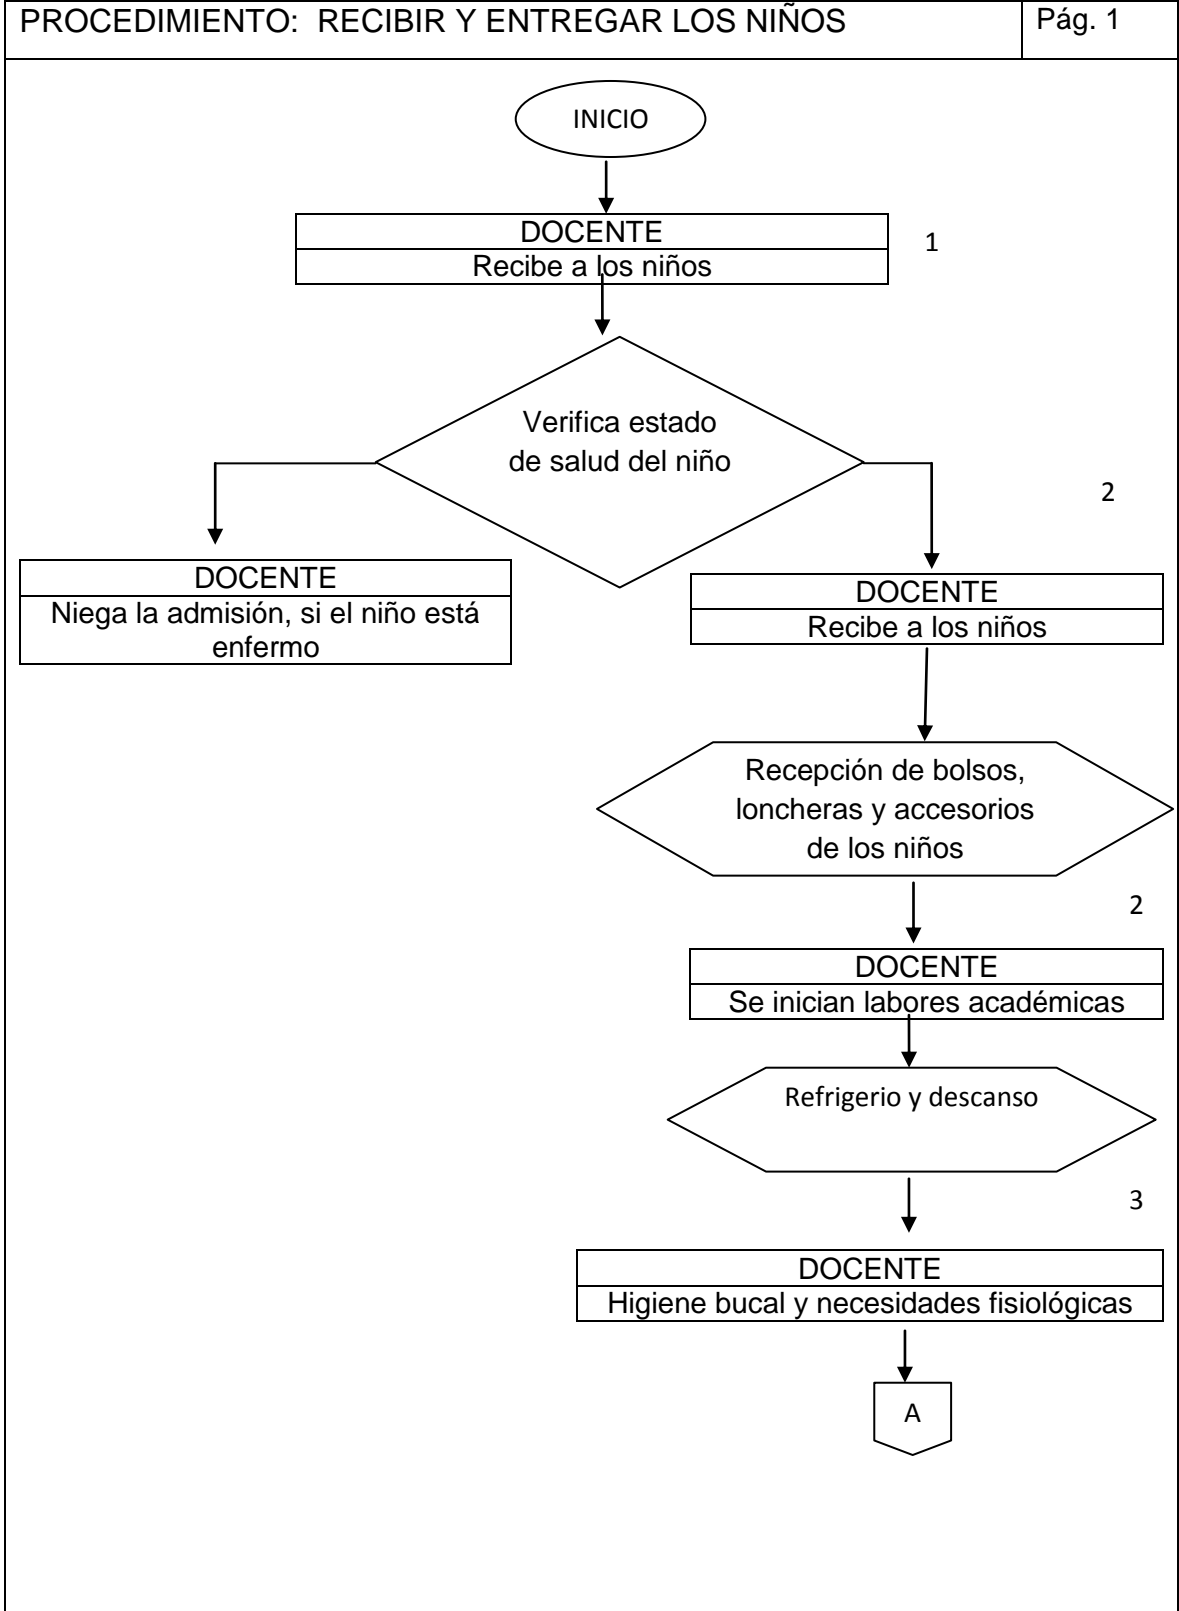 PROCEDIMIENTO: RECIBIR Y ENTREGAR LOS NIÑOS
Pág. 1
INICIO
DOCENTE
1
Recibe a los niños
Verifica estado
de salud del niño
2
DOCENTE
Niega la admisión, si el niño está
enfermo
DOCENTE
Recibe a los niños
Recepción de bolsos,
loncheras y accesorios
de los niños
2
DOCENTE
Se inician labores académicas
Refrigerio y descanso
3
DOCENTE
Higiene bucal y necesidades fisiológicas
A